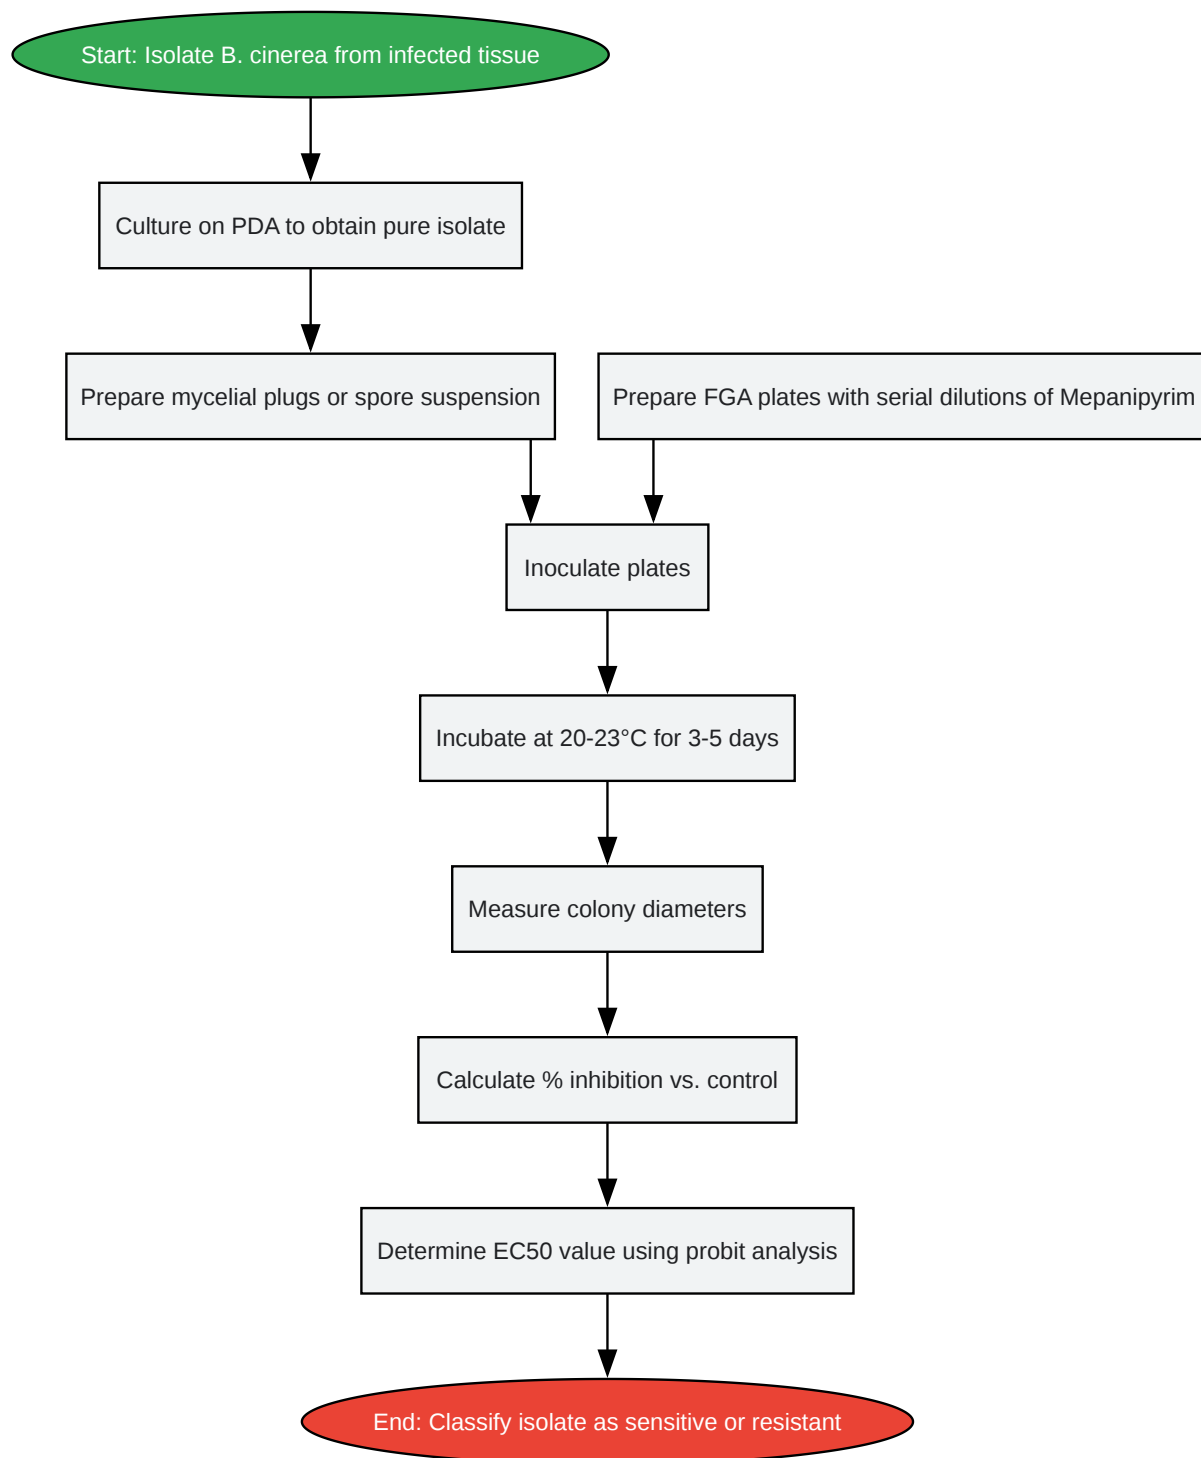 Start: Isolate B. cinerea from infected tissue
Culture on PDA to obtain pure isolate
Prepare mycelial plugs or spore suspension
Prepare FGA plates with serial dilutions of Mepanipyrim
Inoculate plates
Incubate at 20-23°C for 3-5 days
Measure colony diameters
Calculate % inhibition vs. control
Determine EC50 value using probit analysis
End: Classify isolate as sensitive or resistant